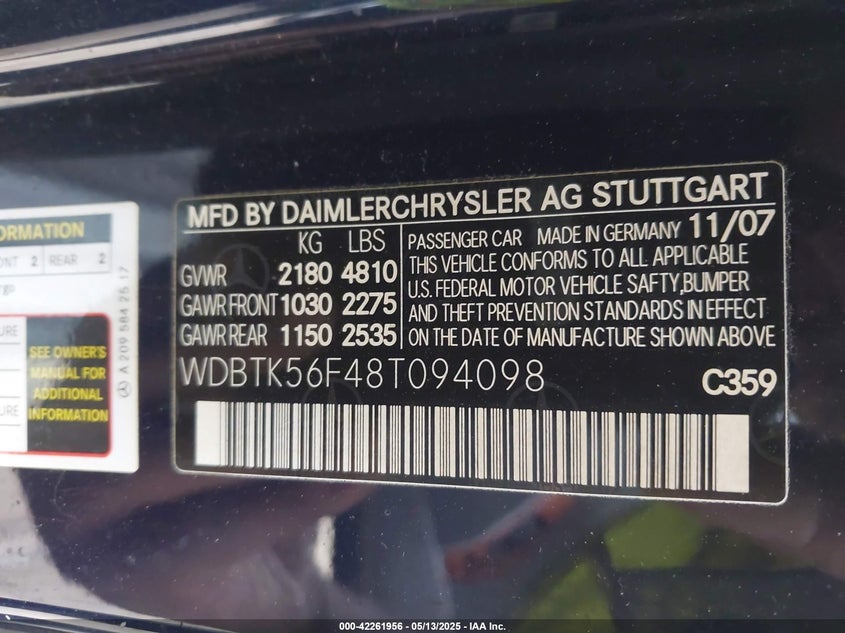 ORMATION
ONT 2 REAR 2
rgo
URE
SEE OWNER'S
MANUAL FOR
ADDITIONAL
INFORMATION
URE
A 209 584 25 17
MFD BY DAIMLERCHRYSLER AG STUTTGART
KG LBS
GVWR 2180 4810
GAWR FRONT 1030 2275
GAWR REAR 1150 2535
PASSENGER CAR MADE IN GERMANY 11/07
THIS VEHICLE CONFORMS TO ALL APPLICABLE
U.S. FEDERAL MOTOR VEHICLE SAFTY,BUMPER
AND THEFT PREVENTION STANDARDS IN EFFECT
ON THE DATE OF MANUFACTURE SHOWN ABOVE
WDBTK56F48T094098 C359
000-42261956 - 05/13/2025 - IAA Inc.